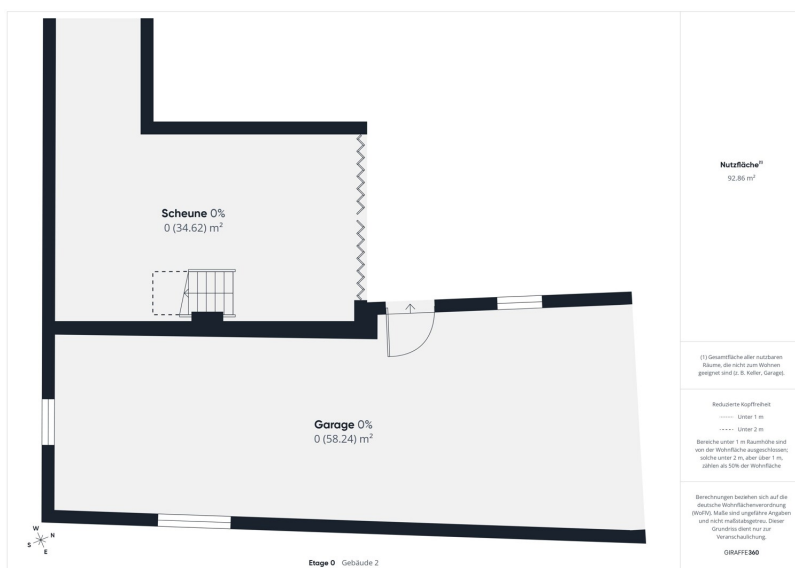 Scheune 0%
0 (34.62) m²
Garage 0%
0 (58.24) m²
W
N
S
E
Etage 0 Gebäude 2
Nutzfläche⁽¹⁾
92.86 m²
(1) Gesamtfläche aller nutzbaren
Räume, die nicht zum Wohnen
geeignet sind (z. B. Keller, Garage).
Reduzierte Kopffreiheit
Unter 1 m
Unter 2 m
Bereiche unter 1 m Raumhöhe sind
von der Wohnfläche ausgeschlossen;
solche unter 2 m, aber über 1 m,
zählen als 50% der Wohnfläche
Berechnungen beziehen sich auf die
deutsche Wohnflächenverordnung
(WoFlV). Maße sind ungefähre Angaben
und nicht maßstabsgetreu. Dieser
Grundriss dient nur zur
Veranschaulichung.
GIRAFFE360